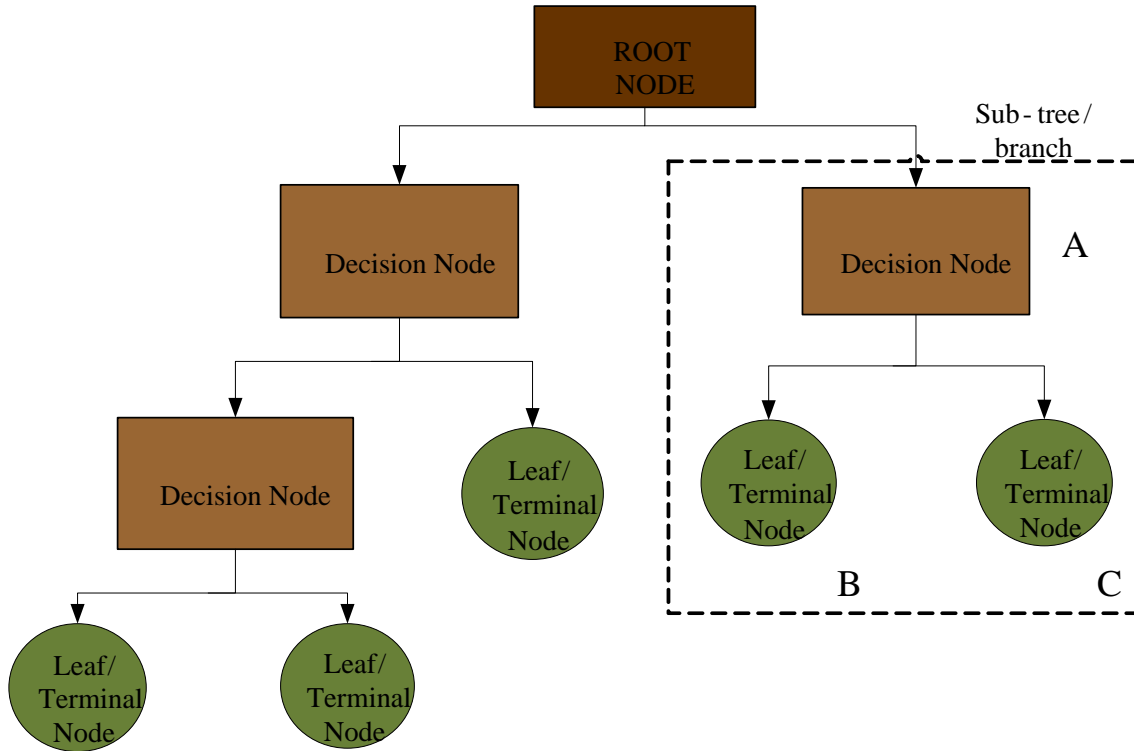 ROOT
NODE
Sub-tree/
branch
Decision Node
Decision Node
A
Decision Node
Leaf/
Terminal
Node
Leaf/
Terminal
Node
Leaf/
Terminal
Node
B
C
Leaf/
Terminal
Node
Leaf/
Terminal
Node